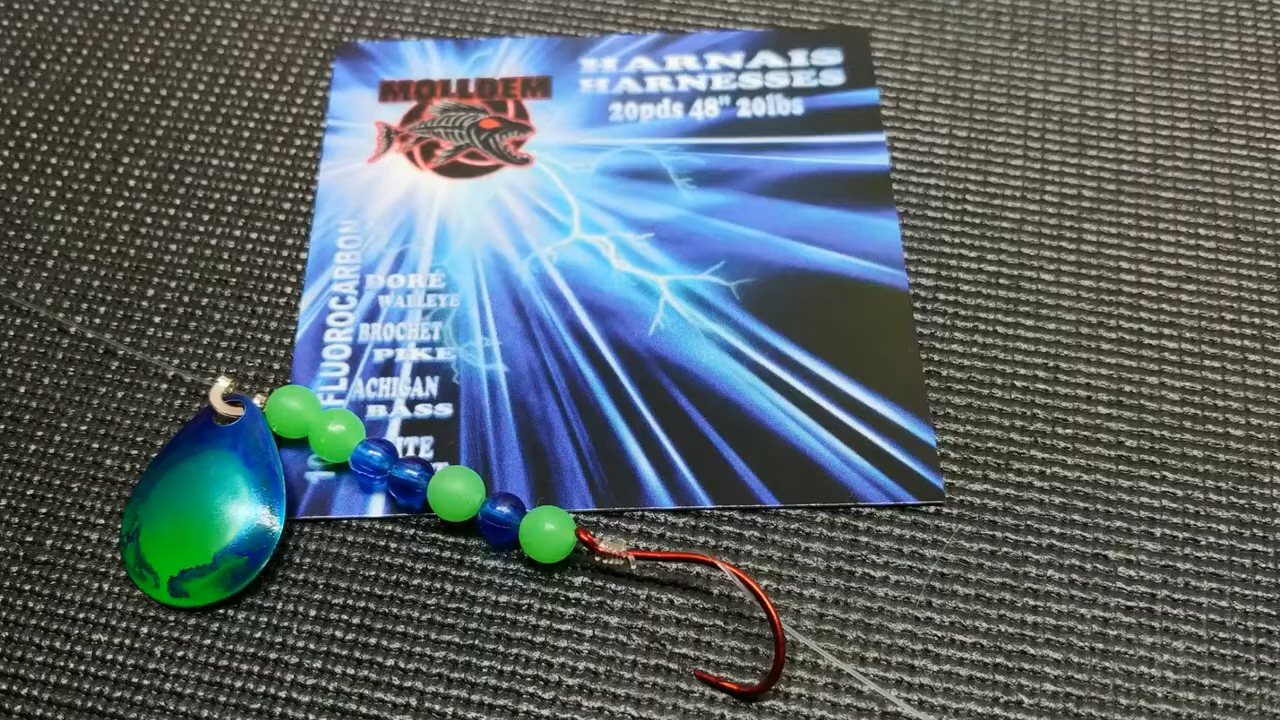 MOLLDEM
HARNAIS
HARNESSES
20pds 48" 20lbs
FLUOROCARBON
DORÉ
WALLEYE
BROCHET
PIKE
ACHIGAN
BASS